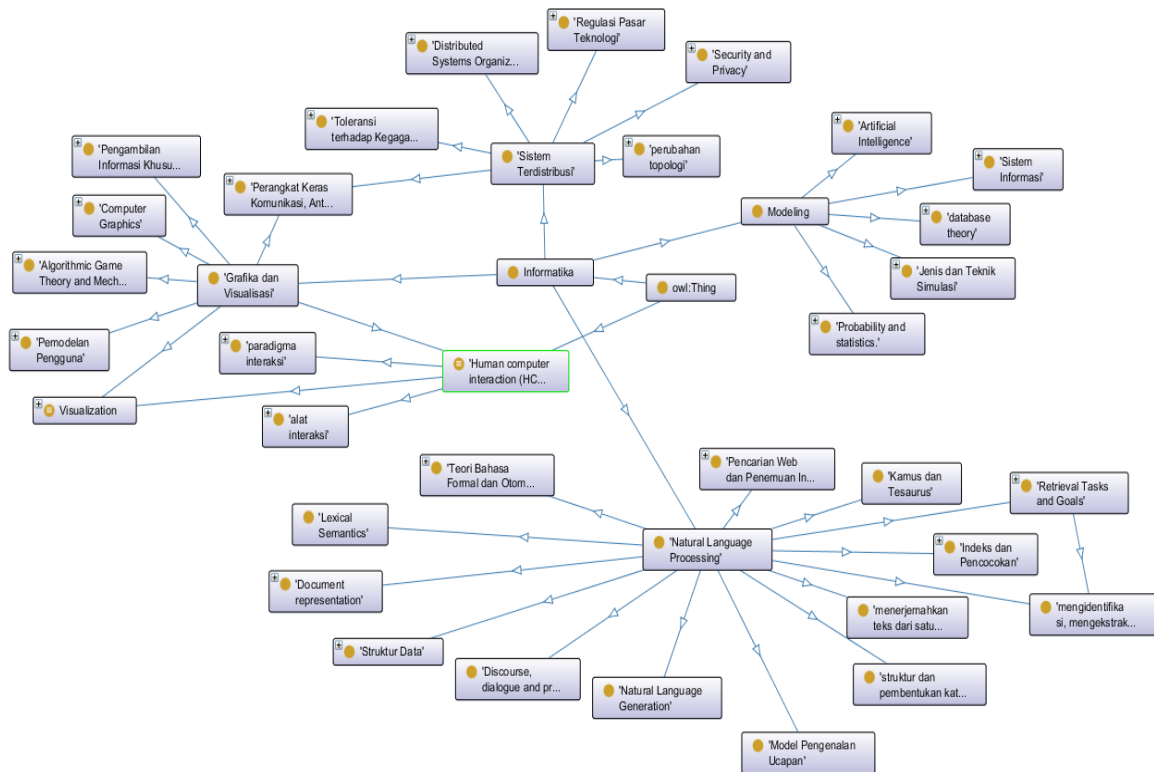 'Regulasi Pasar
Teknologi'
'Distributed
Systems Organiz...
'Security and
Privacy'
'Toleransi
terhadap Kegaga...
'Artificial
Intelligence'
'Pengambilan
Informasi Khusu...
'Sistem
Terdistribusi'
'perubahan
topologi'
'Sistem
Informasi'
'Perangkat Keras
Komunikasi, Ant...
'Computer
Graphics'
Modeling
'database
theory'
'Algorithmic Game
Theory and Mech...
'Grafika dan
Visualisasi'
Informatika
owl:Thing
'Jenis dan Teknik
Simulasi'
'Pemodelan
Pengguna'
'paradigma
interaksi'
'Probability and
statistics.'
'Human computer
interaction (HC...
Visualization
'alat
interaksi'
'Teori Bahasa
Formal dan Otom...
'Pencarian Web
dan Penemuan In...
'Kamus dan
Tesaurus'
'Retrieval Tasks
and Goals'
'Lexical
Semantics'
'Natural Language
Processing'
'Indeks dan
Pencocokan'
'Document
representation'
'menerjemahkan
teks dari satu...
'mengidentifika
si, mengekstrak...
'Struktur Data'
'Discourse,
dialogue and pr...
'Natural Language
Generation'
'struktur dan
pembentukan kat...
'Model Pengenalan
Ucapan'